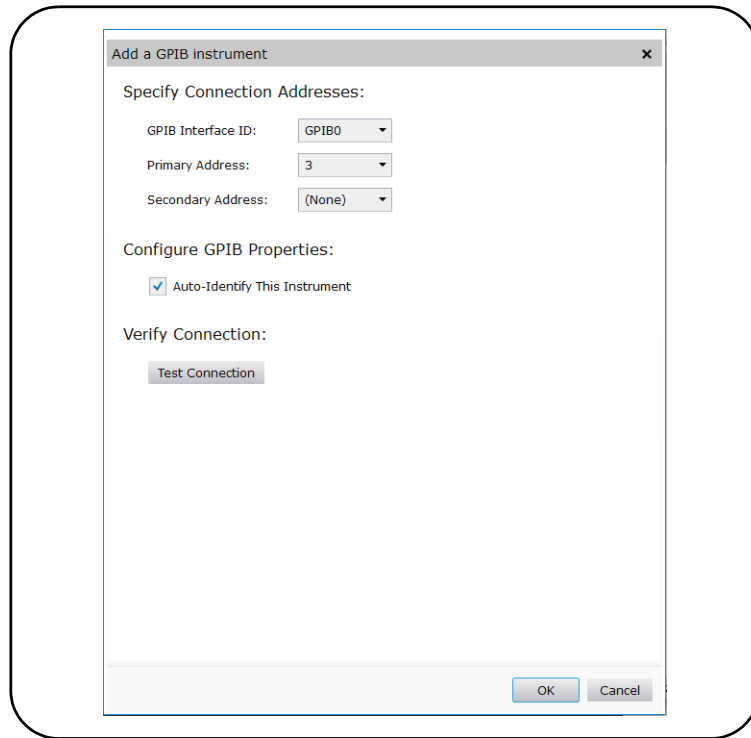 Add a GPIB instrument ×
Specify Connection Addresses:
GPIB Interface ID: GPIB0
Primary Address: 3
Secondary Address: (None)
Configure GPIB Properties:
Auto-Identify This Instrument
Verify Connection:
Test Connection
OK Cancel